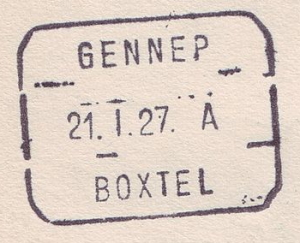 GENNEP
21. I. 27. A
BOXTEL